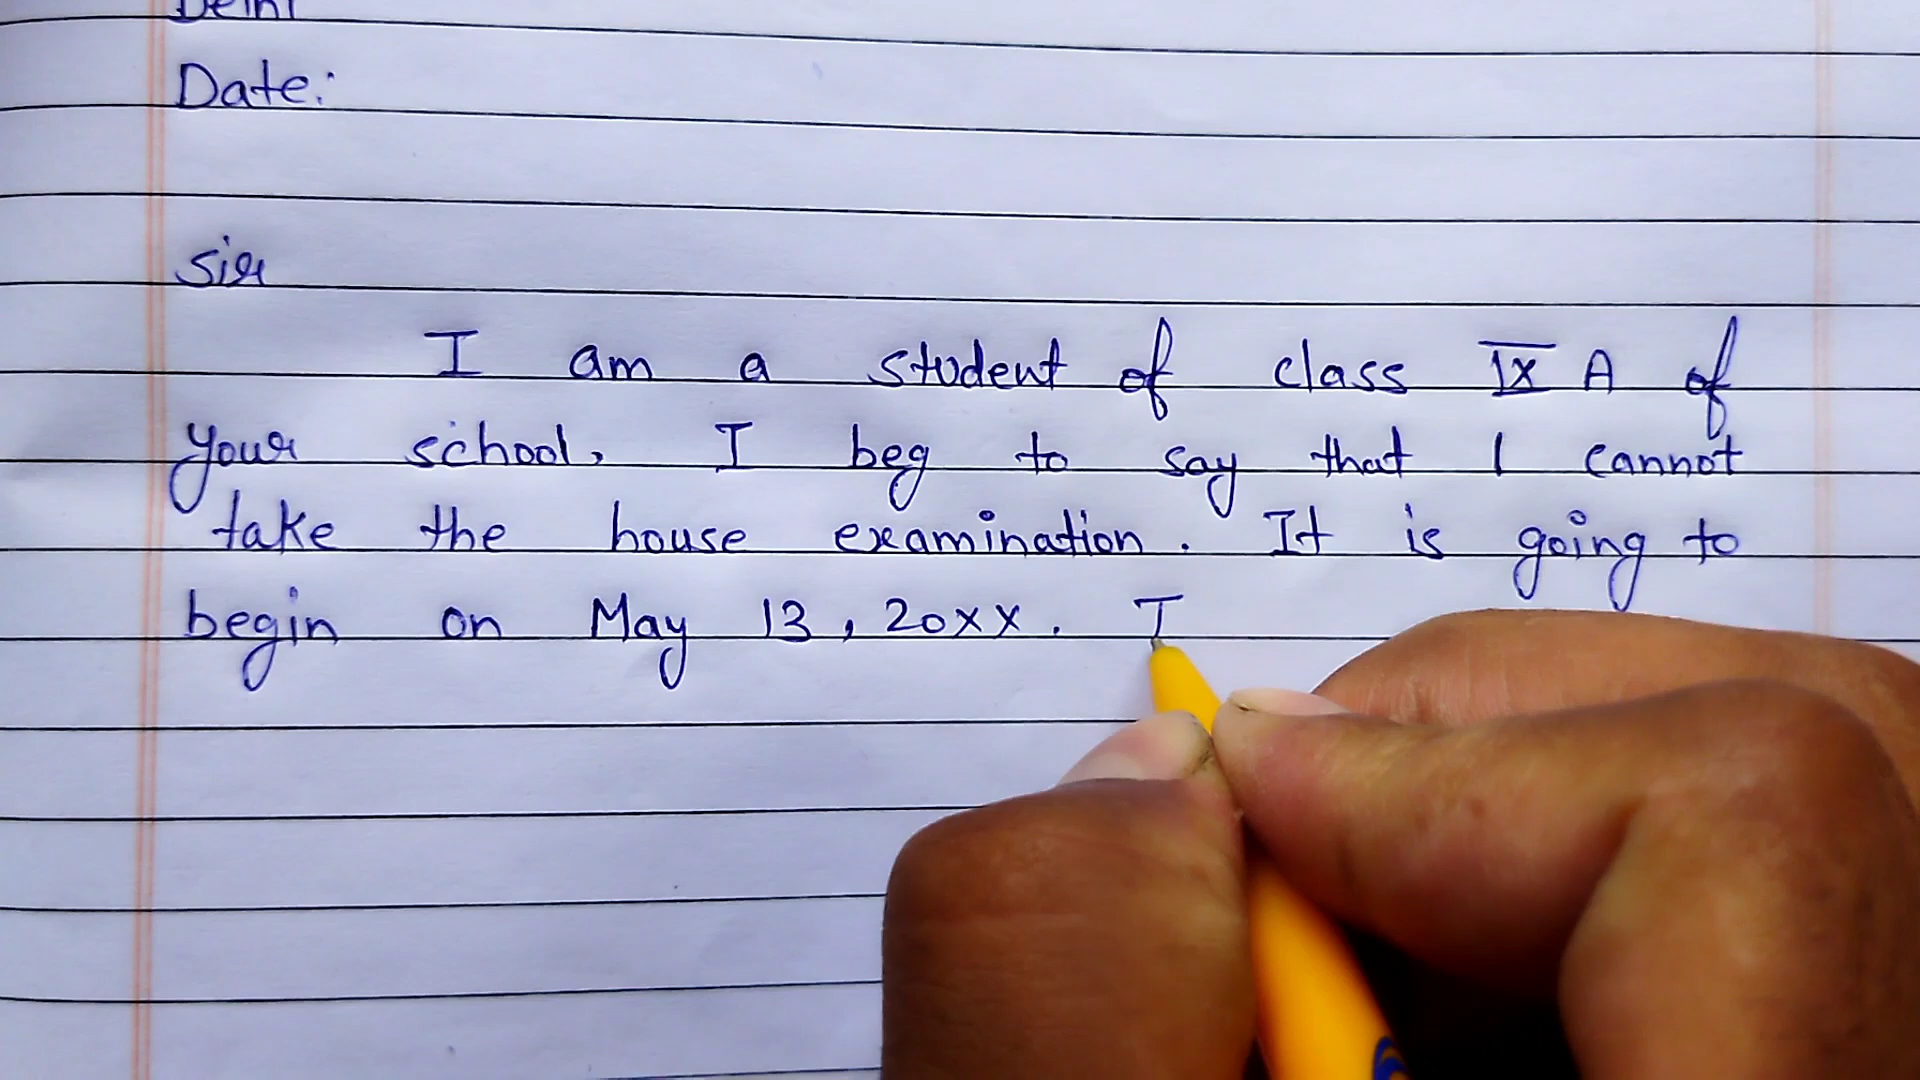 Delhi
Date:
Sir
I am a student of class IX A of
your school, I beg to say that I cannot
take the house examination. It is going to
begin on May 13, 20xx. I